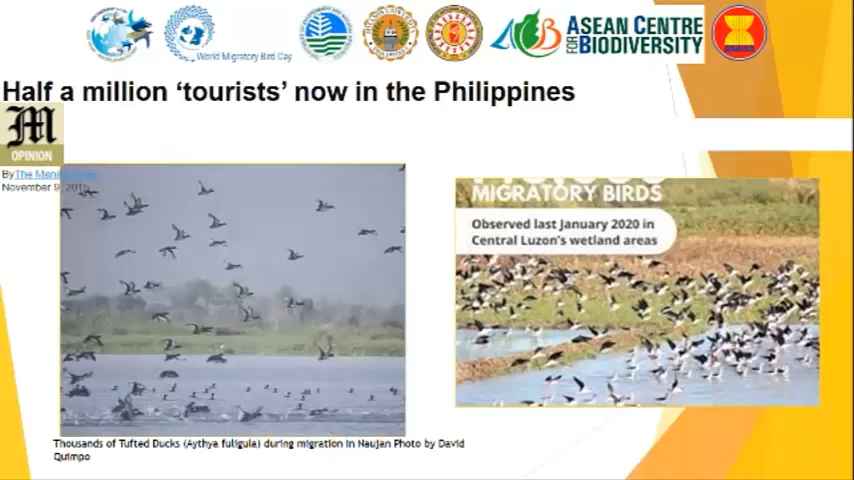 World Migratory Bird Day
ASEAN CENTRE
FOR BIODIVERSITY
Half a million ‘tourists’ now in the Philippines
M
OPINION
By The Manila
November 9, 2015
MIGRATORY BIRDS
Observed last January 2020 in
Central Luzon's wetland areas
Thousands of Tufted Ducks (Aythya fuligula) during migration in Naujan Photo by David
Quimpo